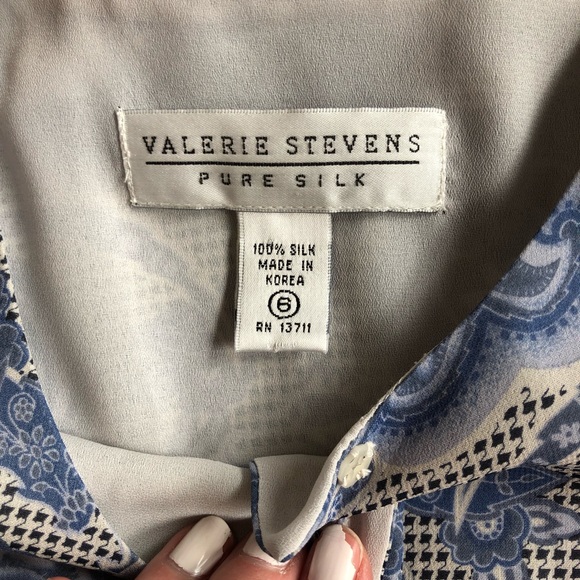 VALERIE STEVENS
PURE SILK
100% SILK
MADE IN
KOREA
6
RN 13711